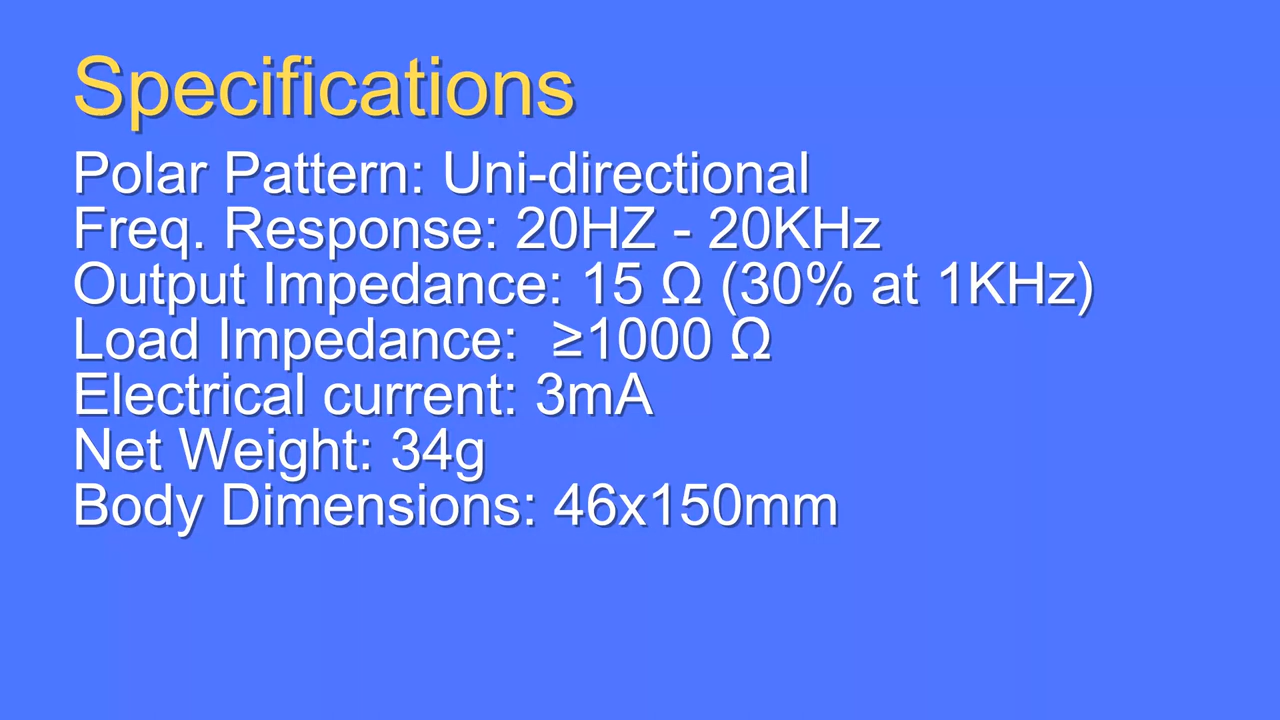 Specifications
Polar Pattern: Uni-directional
Freq. Response: 20HZ - 20KHz
Output Impedance: 15 Ω (30% at 1KHz)
Load Impedance:  ≥1000 Ω
Electrical current: 3mA
Net Weight: 34g
Body Dimensions: 46x150mm